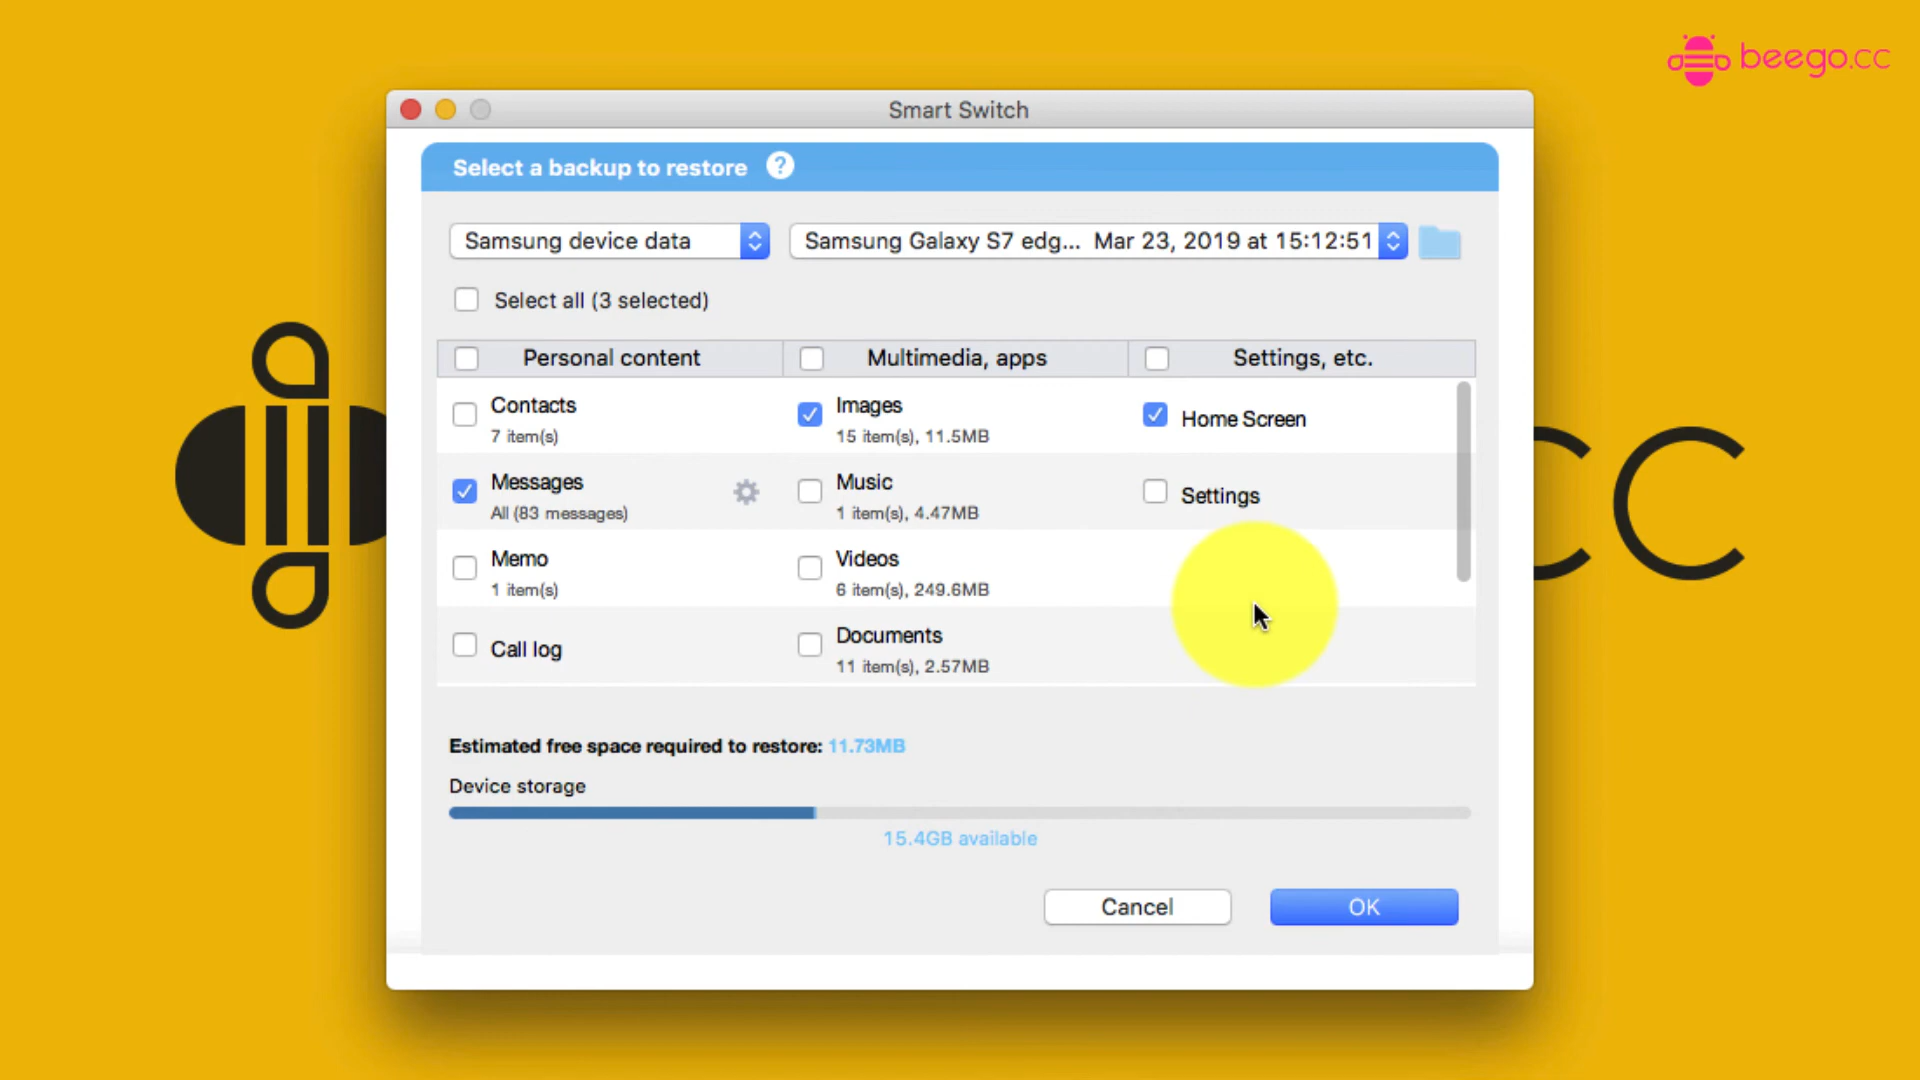 beego.cc
Smart Switch
Select a backup to restore ?
Samsung device data
Samsung Galaxy S7 edg... Mar 23, 2019 at 15:12:51
Select all (3 selected)
Personal content
Multimedia, apps
Settings, etc.
Contacts
7 item(s)
Images
15 item(s), 11.5MB
Home Screen
Messages
All (83 messages)
Music
1 item(s), 4.47MB
Settings
Memo
1 item(s)
Videos
6 item(s), 249.6MB
Call log
Documents
11 item(s), 2.57MB
CC
Estimated free space required to restore: 11.73MB
Device storage
15.4GB available
Cancel
OK